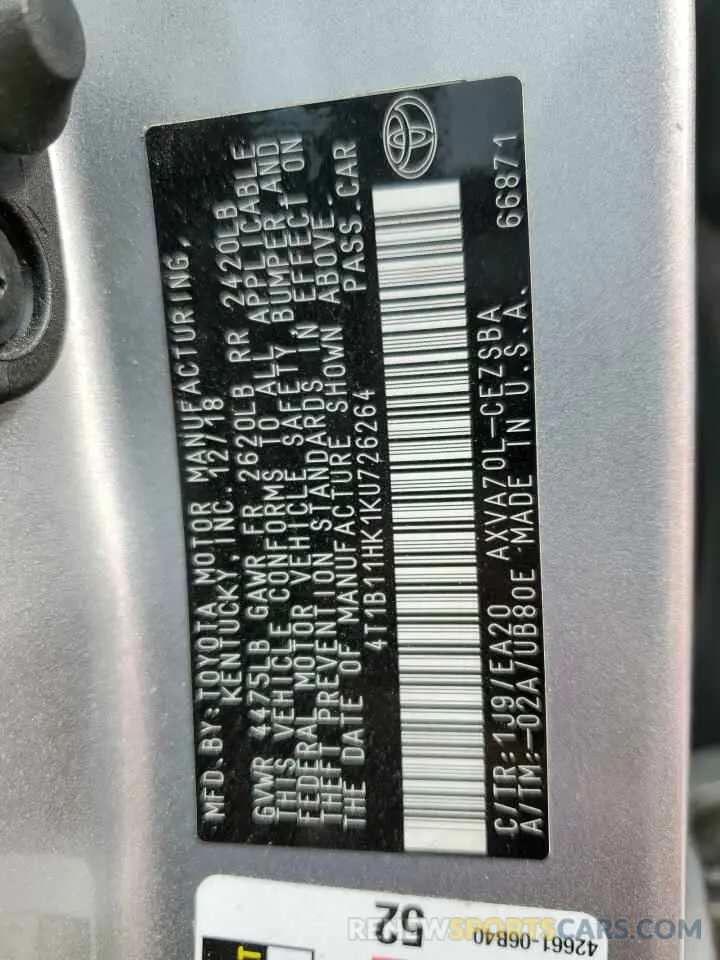 MFD.BY:TOYOTA MOTOR MANUFACTURING,
KENTUCKY,INC. 12/18
GVWR 4475LB GAWR FR 2620LB RR 2420LB
THIS VEHICLE CONFORMS TO ALL APPLICABLE
FEDERAL MOTOR VEHICLE SAFETY, BUMPER,AND
THEFT PREVENTION STANDARDS IN EFFECT ON
THE DATE OF MANUFACTURE SHOWN ABOVE.
4T1B11HK1KU726264 PASS.CAR
C/TR:1J9/EA20 AXVA70L-CEZSBA
A/TM:-02A/UB80E MADE IN U.S.A. 66871
52
42661-06B40
RENEWSPORTSCARS.COM